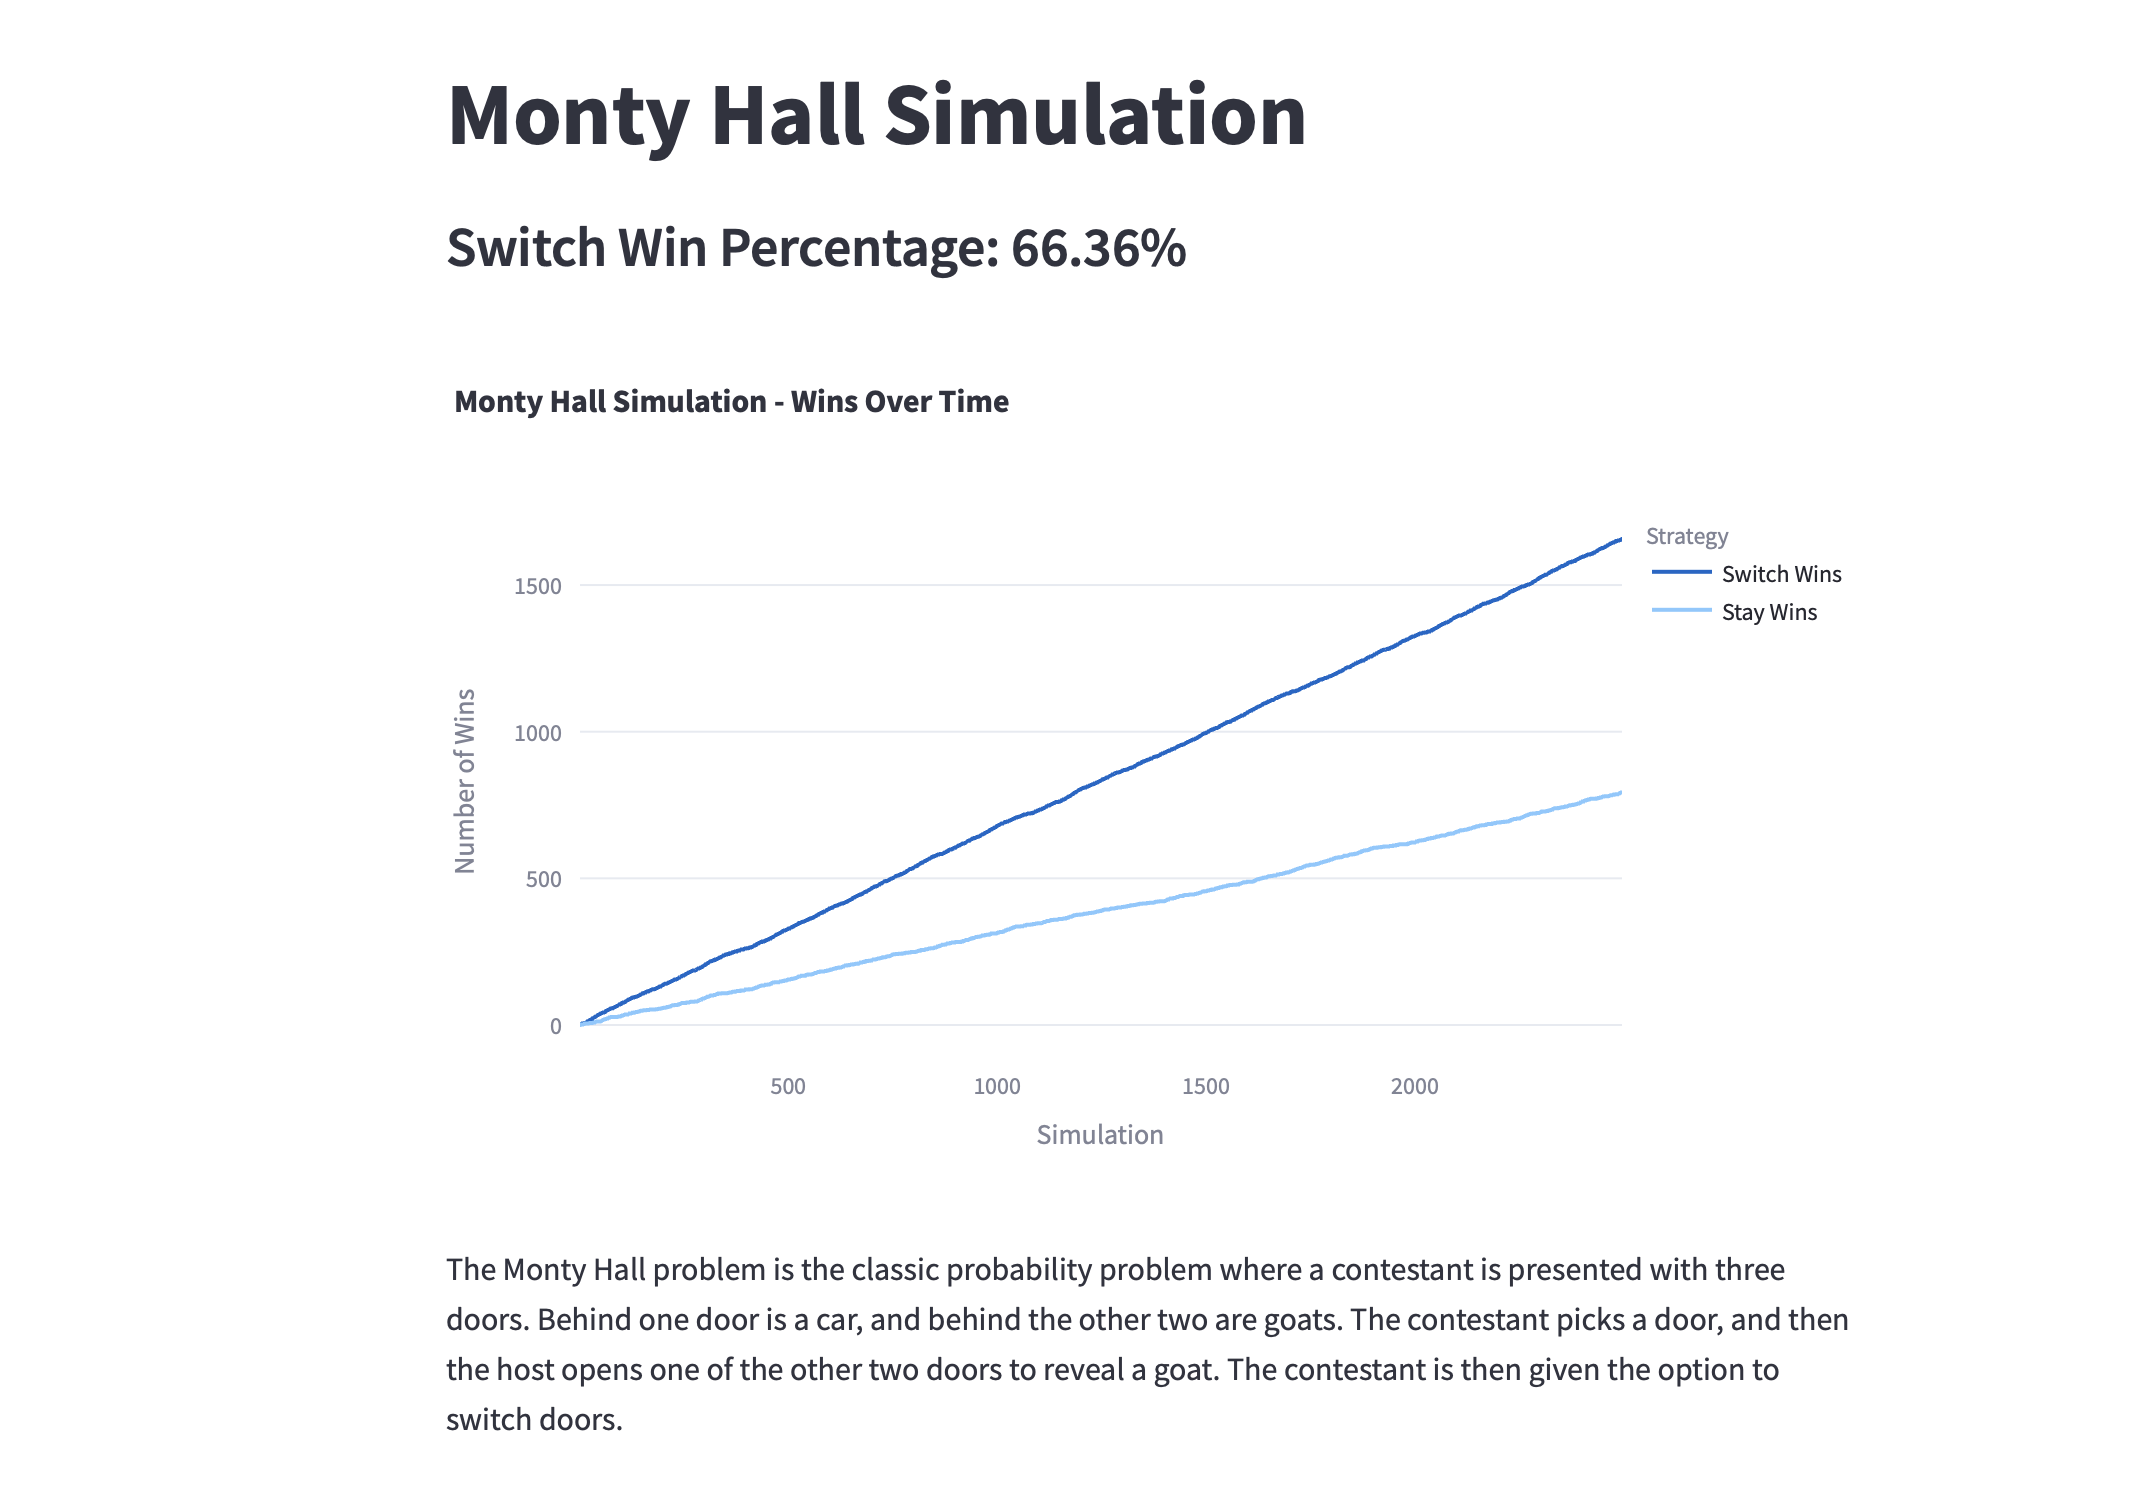 Monty Hall Simulation
Switch Win Percentage: 66.36%
Monty Hall Simulation - Wins Over Time
Strategy
Switch Wins
Stay Wins
Number of Wins
1500
1000
500
0
500 1000 1500 2000
Simulation
The Monty Hall problem is the classic probability problem where a contestant is presented with three
doors. Behind one door is a car, and behind the other two are goats. The contestant picks a door, and then
the host opens one of the other two doors to reveal a goat. The contestant is then given the option to
switch doors.